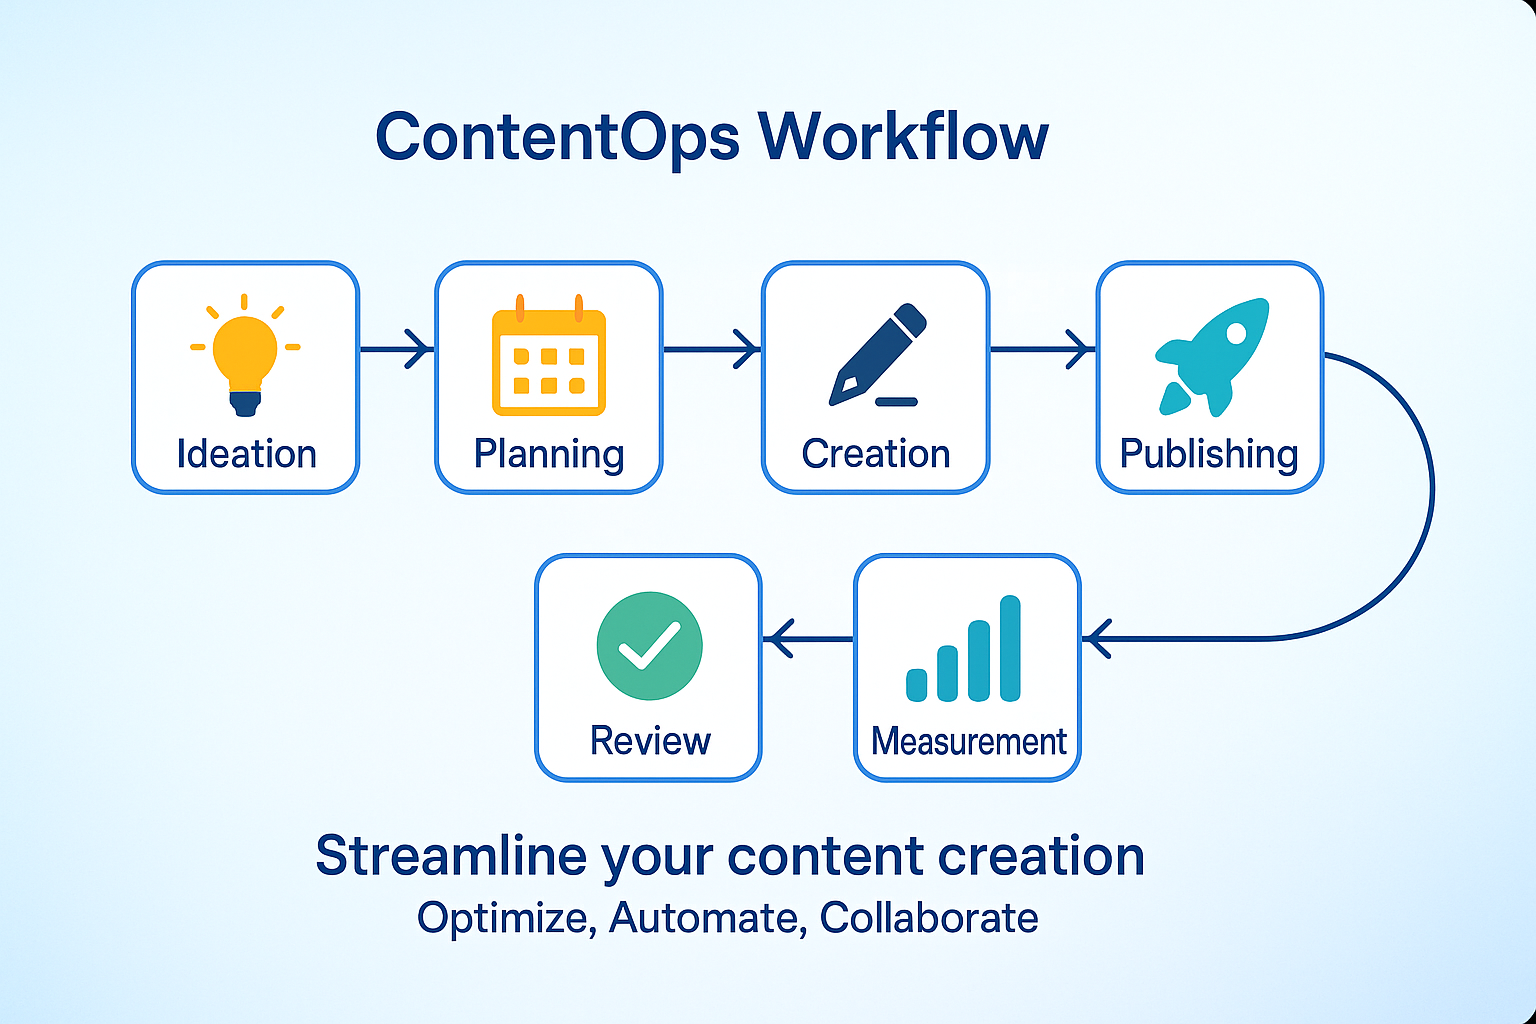 ContentOps Workflow
Ideation
Planning
Creation
Publishing
Review
Measurement
Streamline your content creation
Optimize, Automate, Collaborate